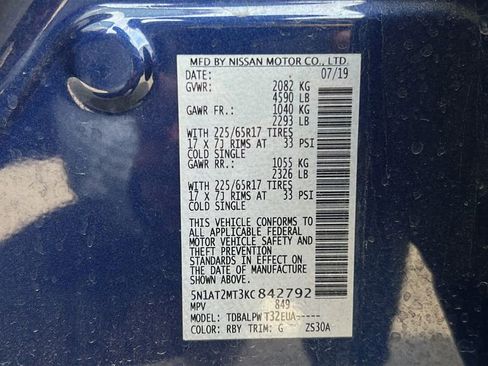 MFD BY NISSAN MOTOR CO., LTD.
DATE: 07/19
GVWR: 2082 KG
4590 LB
GAWR FR.: 1040 KG
2293 LB
WITH 225/65R17 TIRES
17 X 7J RIMS AT 33 PSI
COLD SINGLE
GAWR RR.: 1055 KG
2326 LB
WITH 225/65R17 TIRES
17 X 7J RIMS AT 33 PSI
COLD SINGLE
THIS VEHICLE CONFORMS TO
ALL APPLICABLE FEDERAL
MOTOR VEHICLE SAFETY AND
THEFT PREVENTION
STANDARDS IN EFFECT ON
THE DATE OF MANUFACTURE
SHOWN ABOVE.
5N1AT2MT3KC842792
MPV 849
MODEL: TDBALPW T32EUA-----
COLOR: RBY TRIM: G ZS30A